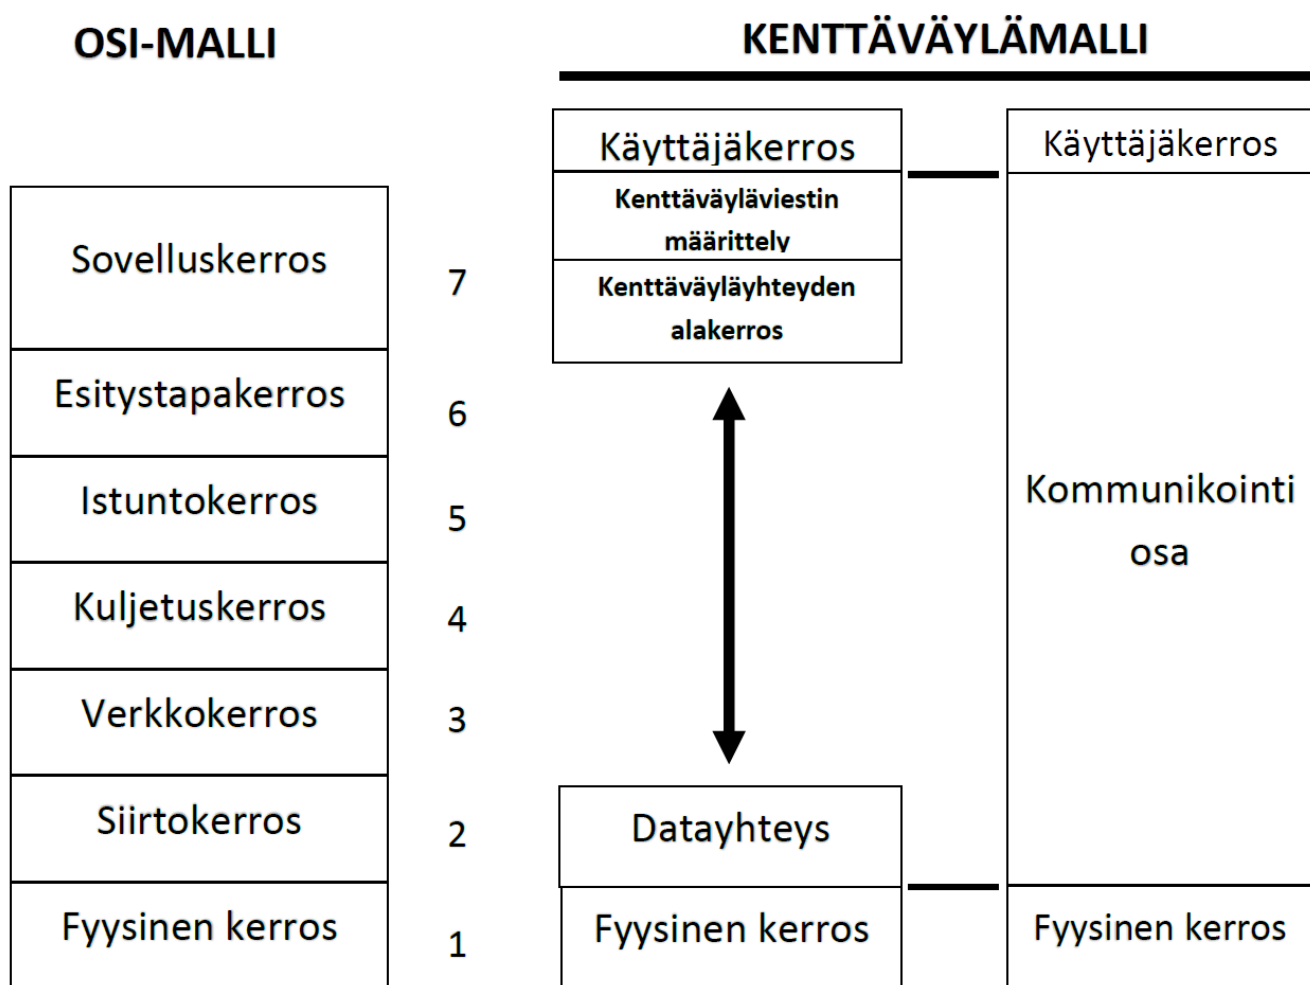 OSI-MALLI
KENTTÄVÄYLÄMALLI
Sovelluskerros
Esitystapakerros
Istuntokerros
Kuljetuskerros
Verkkokerros
Siirtokerros
Fyysinen kerros
7
6
5
4
3
2
1
Käyttäjäkerros
Kenttäväyläviestin
määrittely
Kenttäväyläyhteyden
alakerros
Datayhteys
Fyysinen kerros
Käyttäjäkerros
Kommunikointi
osa
Fyysinen kerros